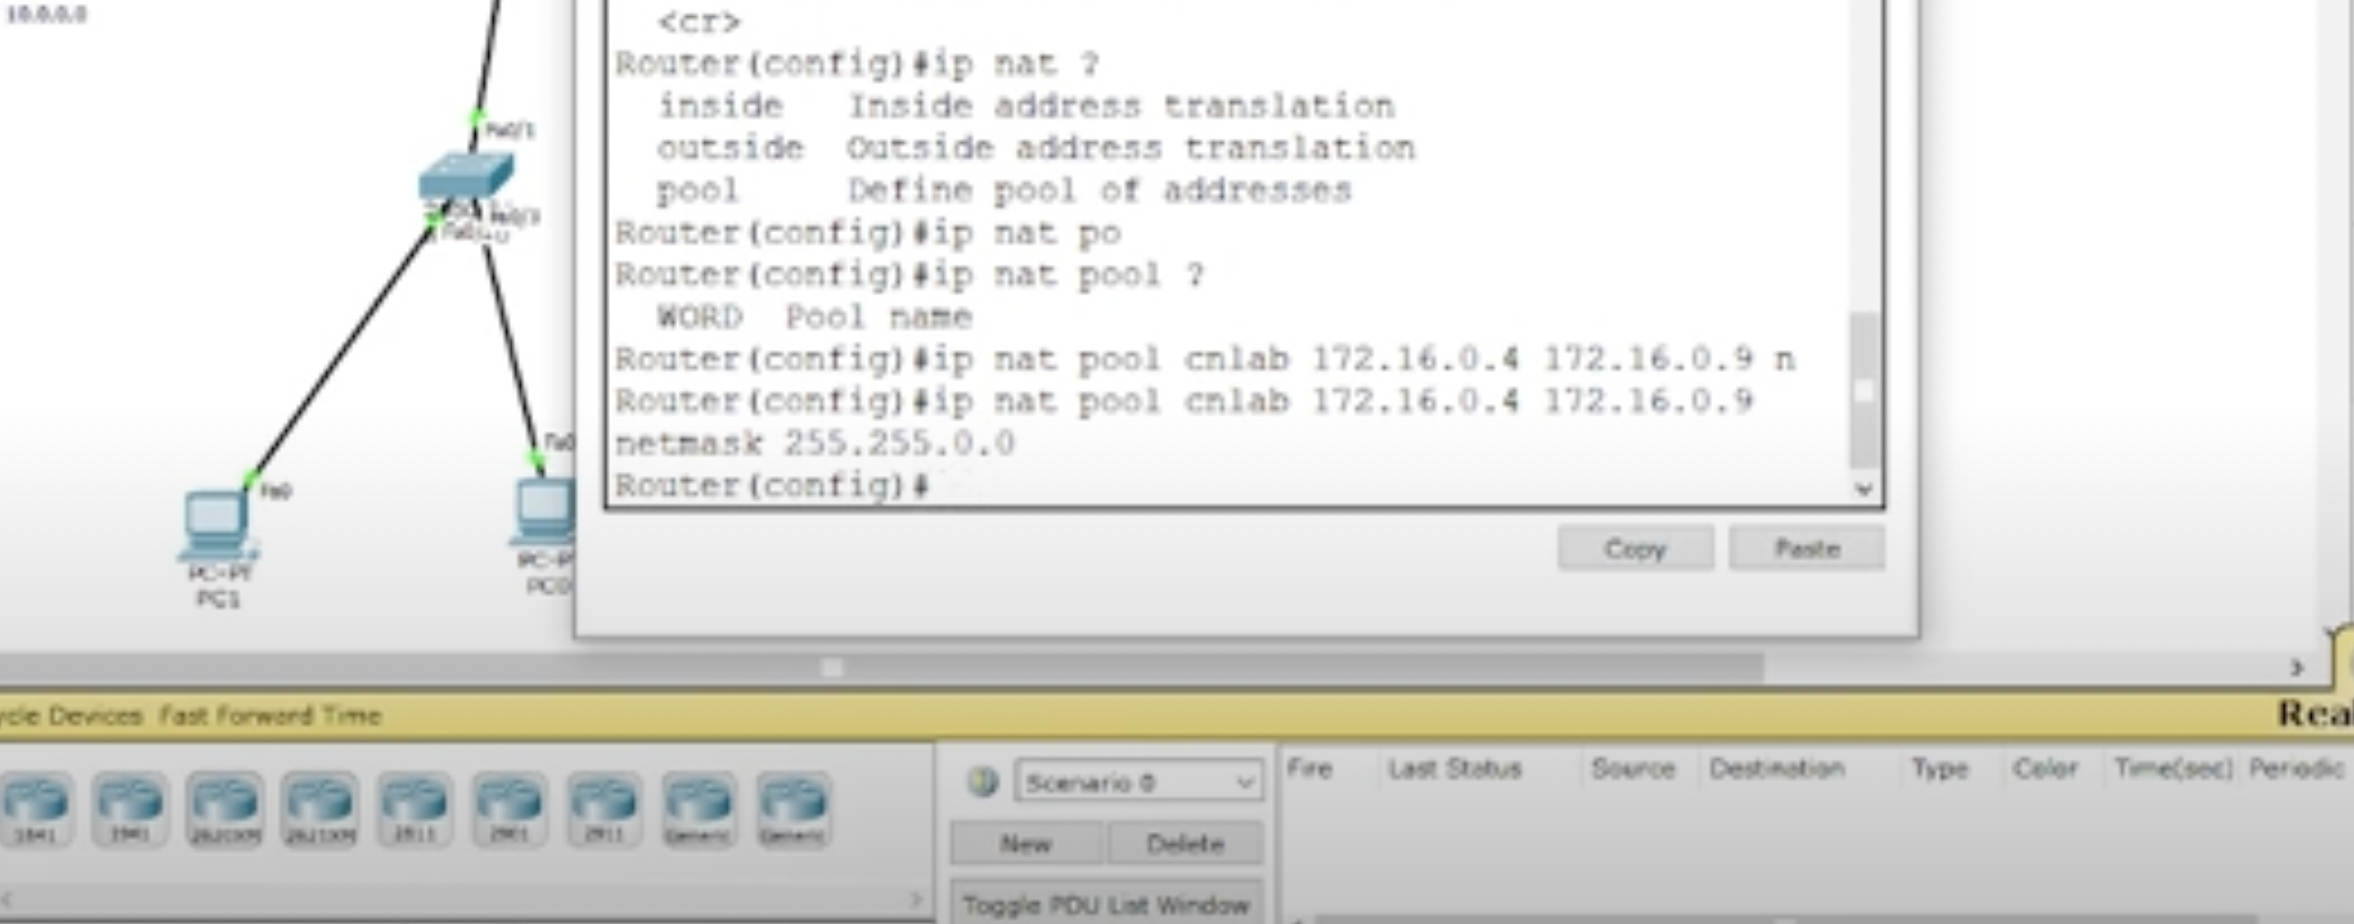 10.0.0.0
<cr>
Router(config)#ip nat ?
inside Inside address translation
outside Outside address translation
pool Define pool of addresses
Router(config)#ip nat po
Router(config)#ip nat pool ?
WORD Pool name
Router(config)#ip nat pool cnlab 172.16.0.4 172.16.0.9 n
Router(config)#ip nat pool cnlab 172.16.0.4 172.16.0.9
netmask 255.255.0.0
Router(config)#
Fa0/1
Fa0/3
Fa0
PC-PT
PC1
PC-P
PC0
Copy Paste
ycle Devices Fast Forward Time
Real
1841 1941 2620XM 2621XM 2811 2901 2911 Generic Generic
Scenario 0
New Delete
Toggle PDU List Window
Fire Last Status Source Destination Type Color Time(sec) Periodic